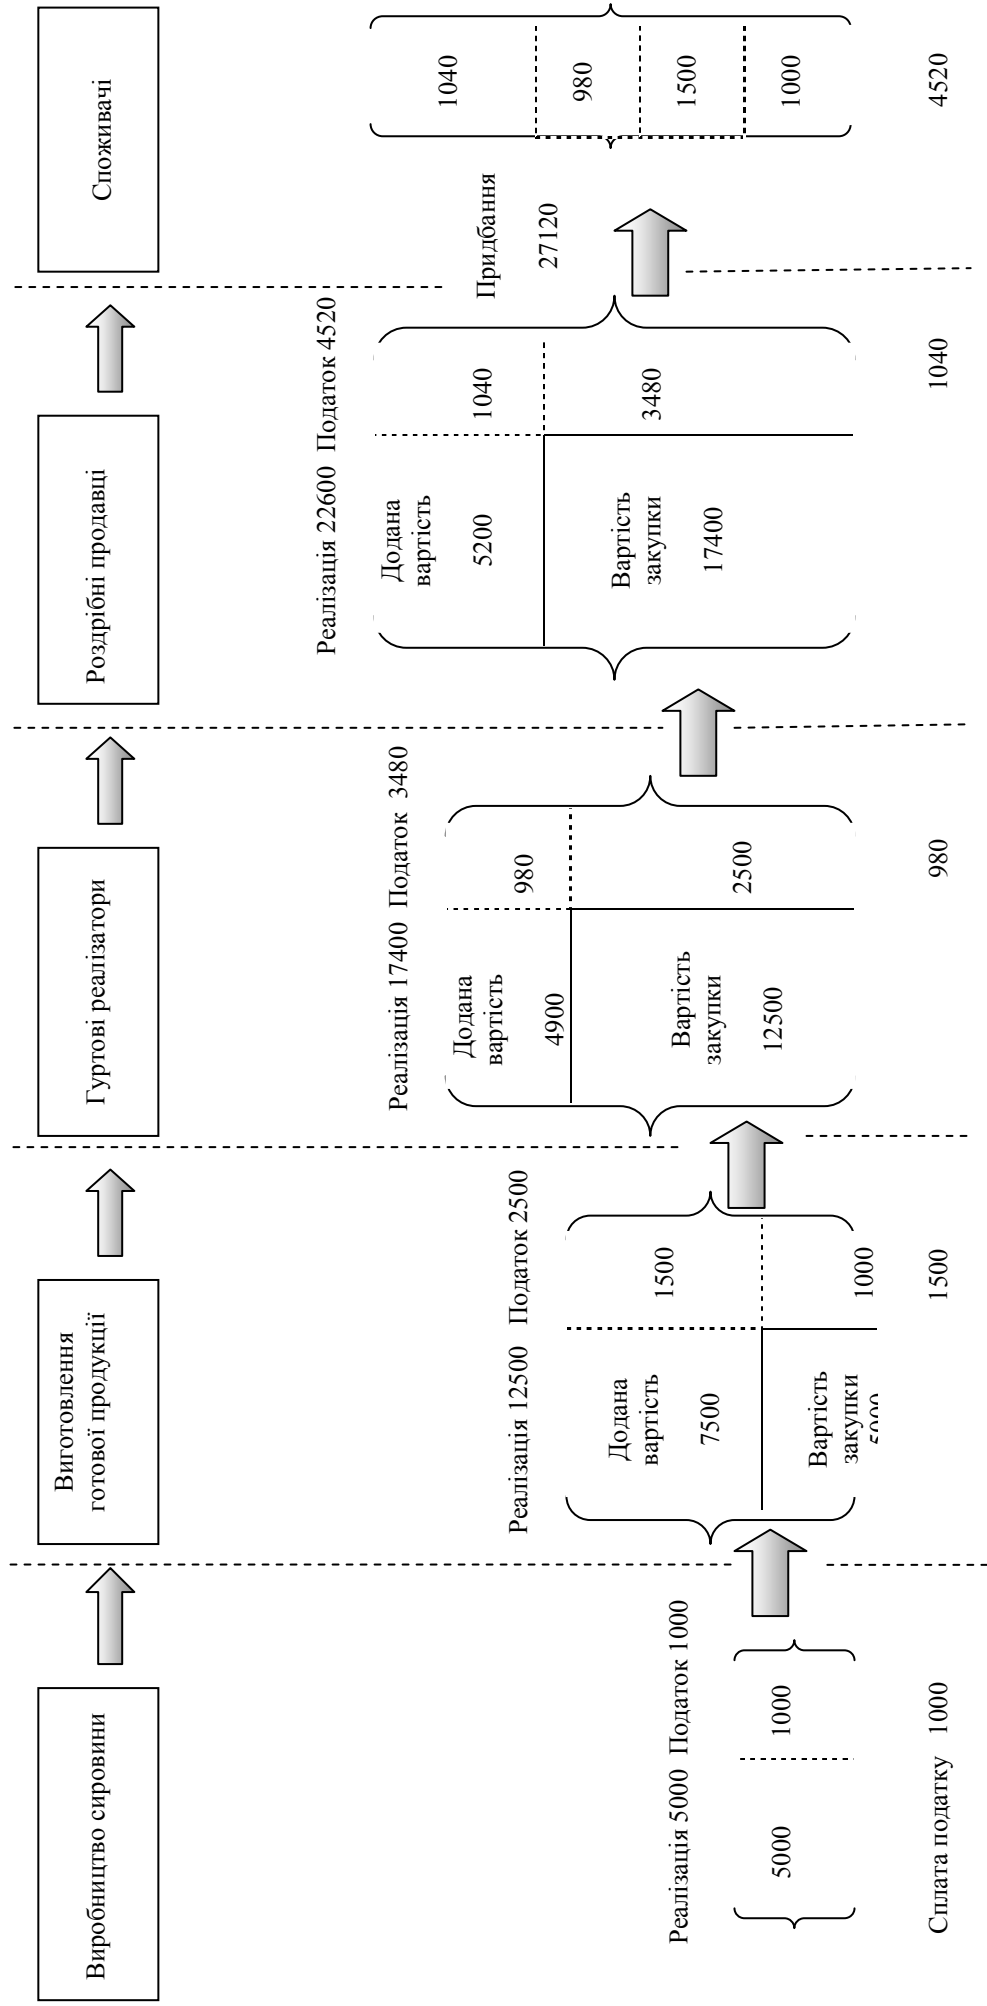 Виробництво сировини
Виготовлення
готової продукції
Гуртові реалізатори
Роздрібні продавці
Споживачі
Реалізація 5000 Податок 1000
5000
1000
Реалізація 12500 Податок 2500
Додана
вартість
7500
1500
Вартість
закупки
5000
1000
Реалізація 17400 Податок 3480
Додана
вартість
4900
980
Вартість
закупки
12500
2500
Реалізація 22600 Податок 4520
Додана
вартість
5200
1040
Вартість
закупки
17400
3480
Придбання
27120
1040
980
1500
1000
Сплата податку 1000
1500
980
1040
4520